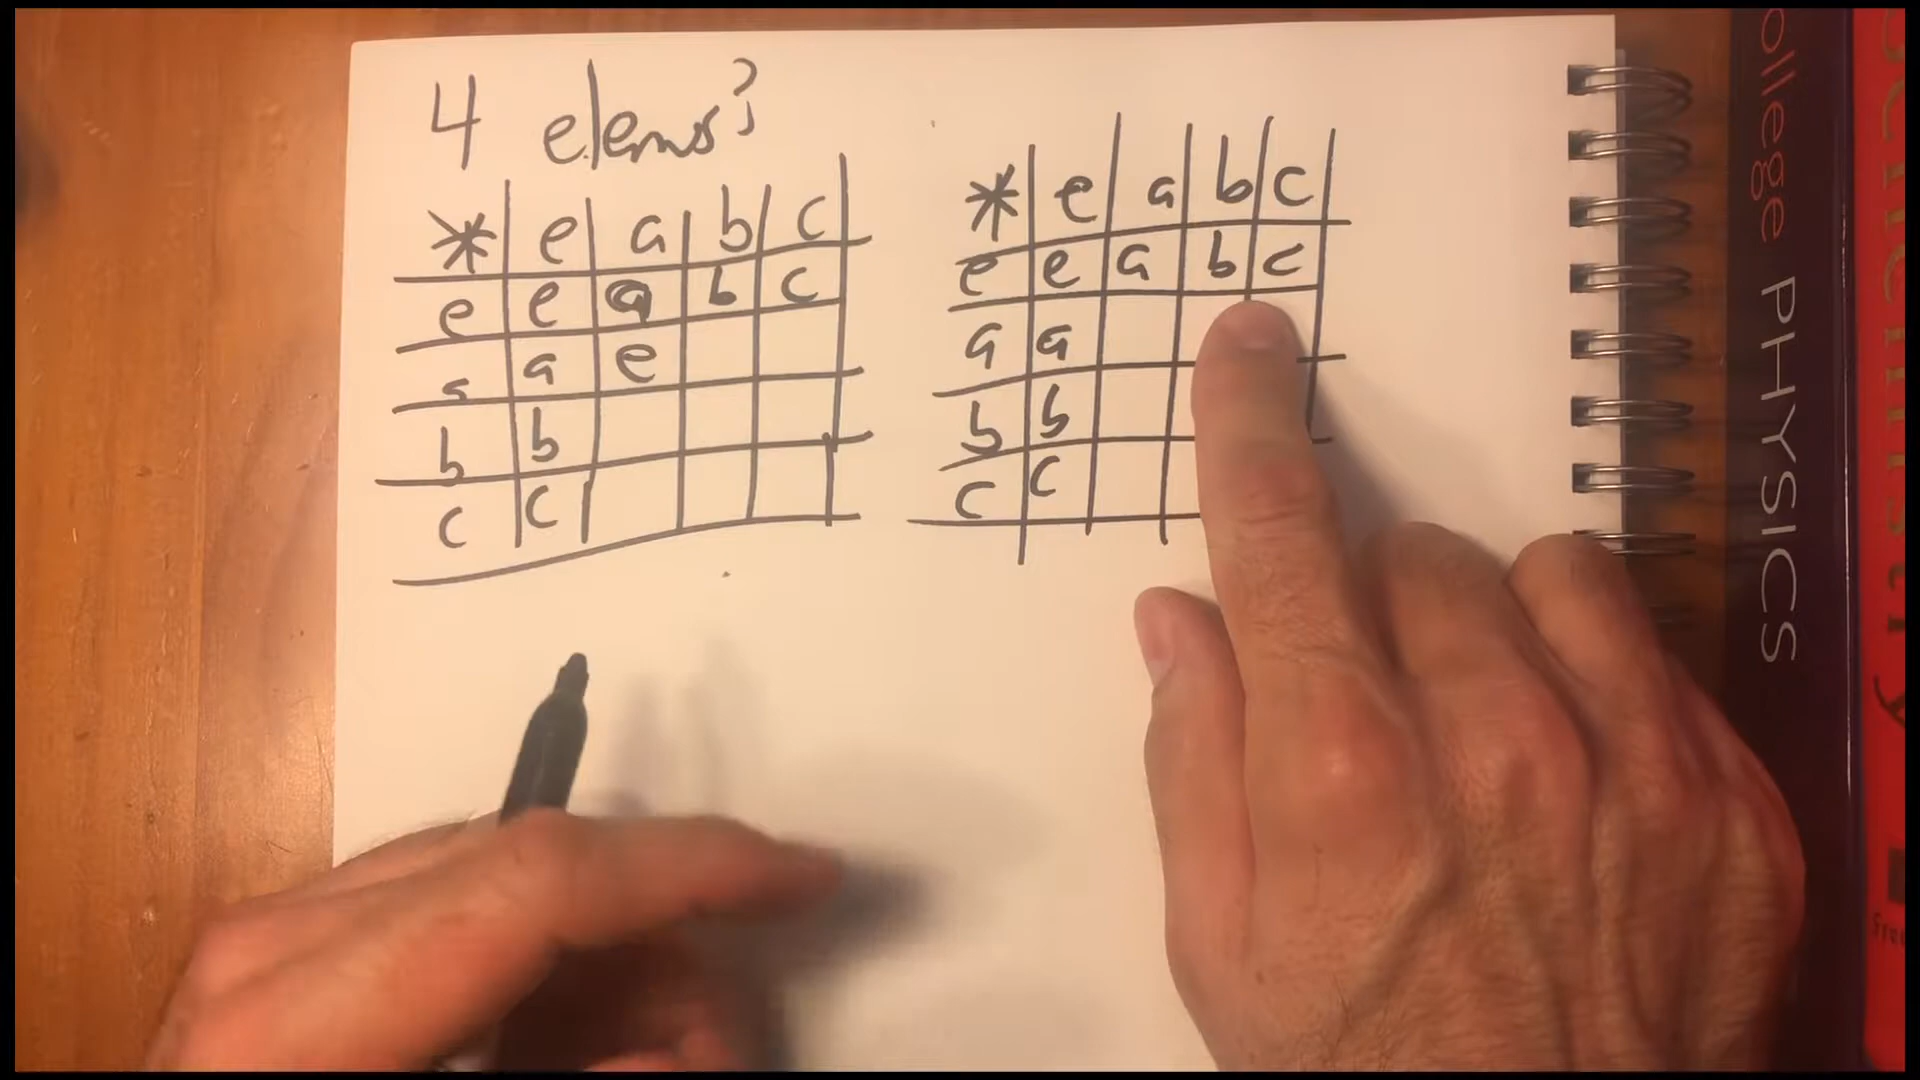 4 elems?
* e a b c
e e a b c
a a e
b b
c c
* e a b c
e e a b c
a a
b b
c c
ollege PHYSICS